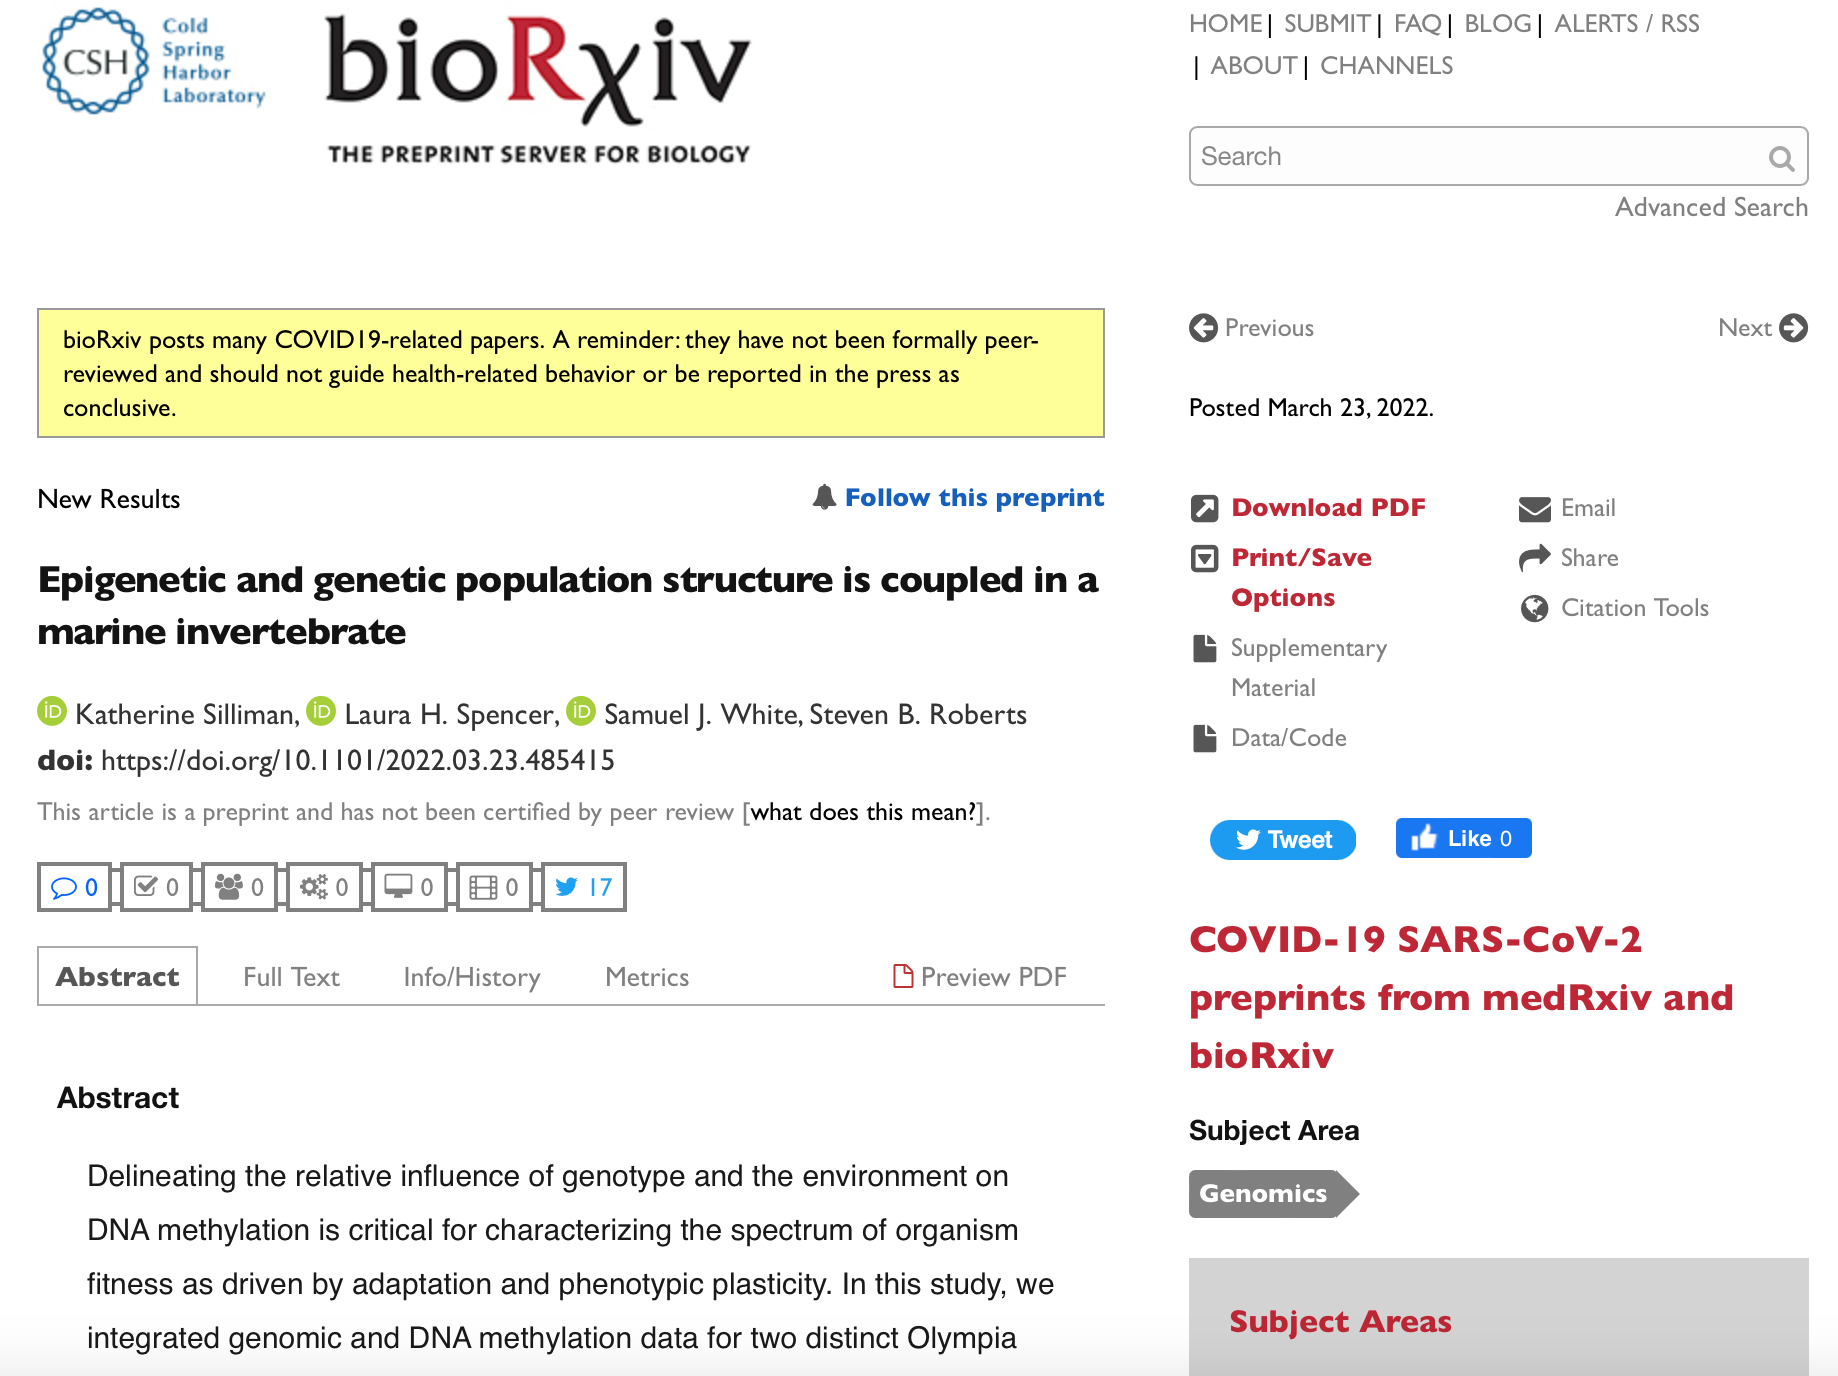 CSH
Cold
Spring
Harbor
Laboratory
bioRxiv
THE PREPRINT SERVER FOR BIOLOGY
HOME | SUBMIT | FAQ | BLOG | ALERTS / RSS
| ABOUT | CHANNELS
Search
Advanced Search
bioRxiv posts many COVID19-related papers. A reminder: they have not been formally peer-
reviewed and should not guide health-related behavior or be reported in the press as
conclusive.
New Results
Follow this preprint
Epigenetic and genetic population structure is coupled in a
marine invertebrate
iD Katherine Silliman, iD Laura H. Spencer, iD Samuel J. White, Steven B. Roberts
doi: https://doi.org/10.1101/2022.03.23.485415
This article is a preprint and has not been certified by peer review [what does this mean?].
0 0 0 0 0 0 17
Abstract Full Text Info/History Metrics Preview PDF
Abstract
Delineating the relative influence of genotype and the environment on
DNA methylation is critical for characterizing the spectrum of organism
fitness as driven by adaptation and phenotypic plasticity. In this study, we
integrated genomic and DNA methylation data for two distinct Olympia
Previous Next
Posted March 23, 2022.
Download PDF
Print/Save
Options
Supplementary
Material
Data/Code
Email
Share
Citation Tools
Tweet
Like 0
COVID-19 SARS-CoV-2
preprints from medRxiv and
bioRxiv
Subject Area
Genomics
Subject Areas